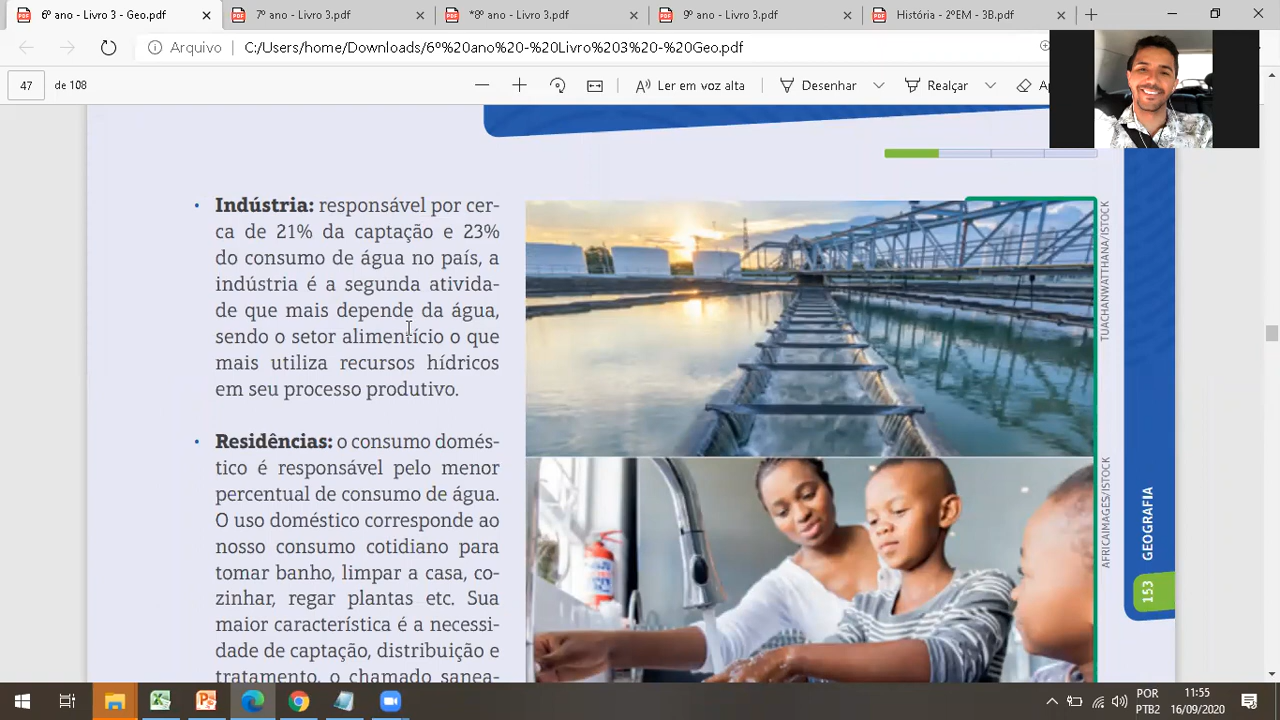 6º ano - Livro 3 - Geo.pdf
7º ano - Livro 3.pdf
*8º ano - Livro 3.pdf
9º ano - Livro 3.pdf
História - 2ºEM - 3B.pdf
Arquivo
C:/Users/home/Downloads/6º%20ano%20-%20Livro%203%20-%20Geo.pdf
47 de 108
Ler em voz alta
Desenhar
Realçar
• Indústria: responsável por cer-
ca de 21% da captação e 23%
do consumo de água no país, a
indústria é a segunda ativida-
de que mais depende da água,
sendo o setor alimentício o que
mais utiliza recursos hídricos
em seu processo produtivo.
• Residências: o consumo domés-
tico é responsável pelo menor
percentual de consumo de água.
O uso doméstico corresponde ao
nosso consumo cotidiano para
tomar banho, limpar a casa, co-
zinhar, regar plantas etc. Sua
maior característica é a necessi-
dade de captação, distribuição e
tratamento, o chamado sanea-
TUACHANWATTHANA/ISTOCK
AFRICAIMAGES/ISTOCK
GEOGRAFIA
153
POR
PTB2
11:55
16/09/2020